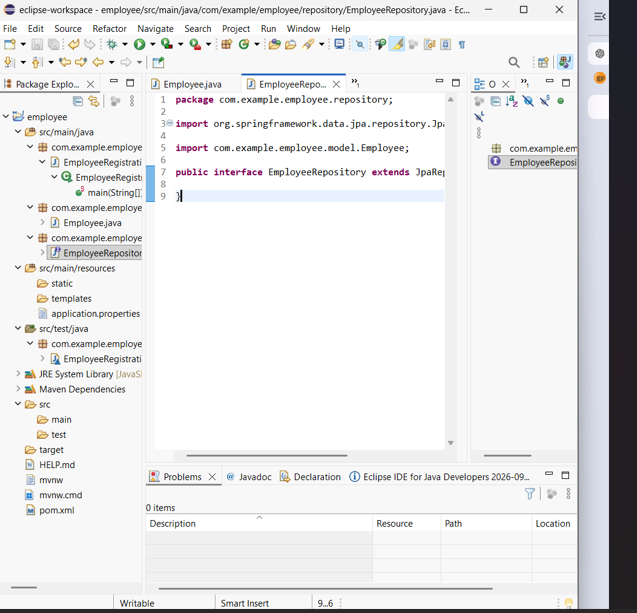 eclipse-workspace - employee/src/main/java/com/example/employee/repository/EmployeeRepository.java - Ec...
File Edit Source Refactor Navigate Search Project Run Window Help
Package Explo...
employee
src/main/java
com.example.employe
EmployeeRegistrati
EmployeeRegist
main(String[]
com.example.employe
Employee.java
com.example.employe
EmployeeRepositor
src/main/resources
static
templates
application.properties
src/test/java
com.example.employe
EmployeeRegistrati
JRE System Library [JavaS
Maven Dependencies
src
main
test
target
HELP.md
mvnw
mvnw.cmd
pom.xml
Employee.java
EmployeeRepo...
»1
1 package com.example.employee.repository;
2
3 import org.springframework.data.jpa.repository.Jpa
5 import com.example.employee.model.Employee;
6
7 public interface EmployeeRepository extends JpaRep
8
9 }
O
»1
com.example.em
EmployeeReposi
Problems
Javadoc
Declaration
Eclipse IDE for Java Developers 2026-09...
0 items
Description Resource Path Location
Writable Smart Insert 9...6